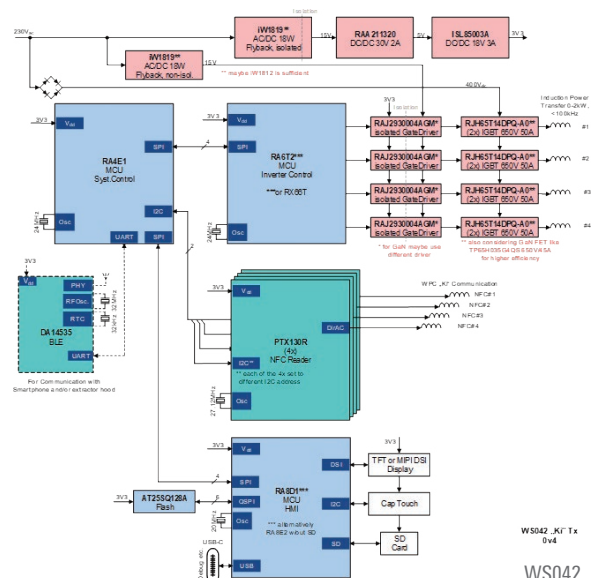 Isolation
230Vac
iW1819*
AC/DC 18W
Flyback, isolated
15V
RAA211320
DC/DC 30V 2A
5V
ISL85003A
DC/DC 18V 3A
3V3
iW1819**
AC/DC 18W
Flyback, non-isol.
15V
** maybe iW1812 is sufficient
400Vdc
Induction Power
Transfer 0-2kW,
<100kHz
3V3
Isolation
3V3
Vdd
RA4E1
MCU
Syst.Control
SPI
I2C
UART
SPI
Osc
24MHz
4
3V3
Vdd
SPI
RA6T2***
MCU
Inverter Control
***or RX66T
Osc
24MHz
RAJ2930004AGM*
isolated GateDriver
RJH65T14DPQ-A0**
(2x) IGBT 650V 50A
#1
RAJ2930004AGM*
isolated GateDriver
RJH65T14DPQ-A0**
(2x) IGBT 650V 50A
#2
RAJ2930004AGM*
isolated GateDriver
RJH65T14DPQ-A0**
(2x) IGBT 650V 50A
#3
RAJ2930004AGM*
isolated GateDriver
RJH65T14DPQ-A0**
(2x) IGBT 650V 50A
#4
* for GaN maybe use
different driver
** also considering GaN FET like
for higher efficiency
2
3V3
Vdd
PHY
RFOsc.
RTC
UART
32MHz
DA14535
BLE
For Communication with
Smartphone and/or extractor hood
3V3
Vdd
PTX130R
(4x)
NFC Reader
DrAC
I2C**
** each of the 4x set to
different I2C address
Osc
27.12MHz
WPC „Ki“ Communication
NFC#1
NFC#2
NFC#3
NFC#4
3V3
Vdd
SPI
QSPI
Osc
USB
RA8D1***
MCU
HMI
*** alternatively
RA8E2 w/out SD
DSI
I2C
SD
4
6
20MHz
3V3
AT25SQ128A
Flash
USB-C
Debug etc.
3V3
TFT or MIPI DSI
Display
Cap Touch
SD
Card
WS042 „Ki“ Tx
0v4
WS042